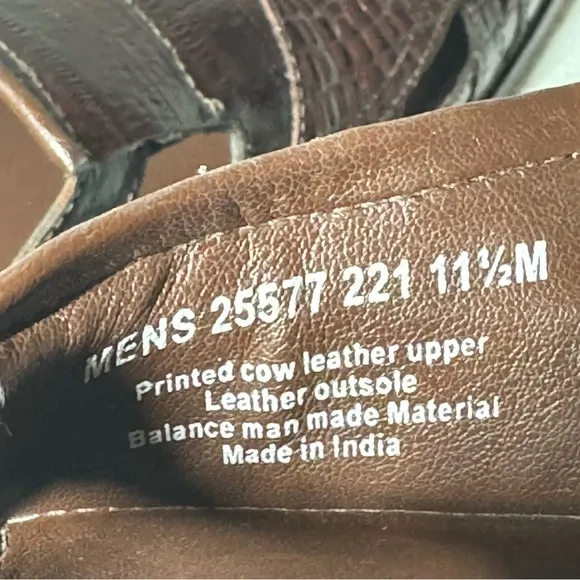 MENS 25577 221 11½M
Printed cow leather upper
Leather outsole
Balance man made Material
Made in India